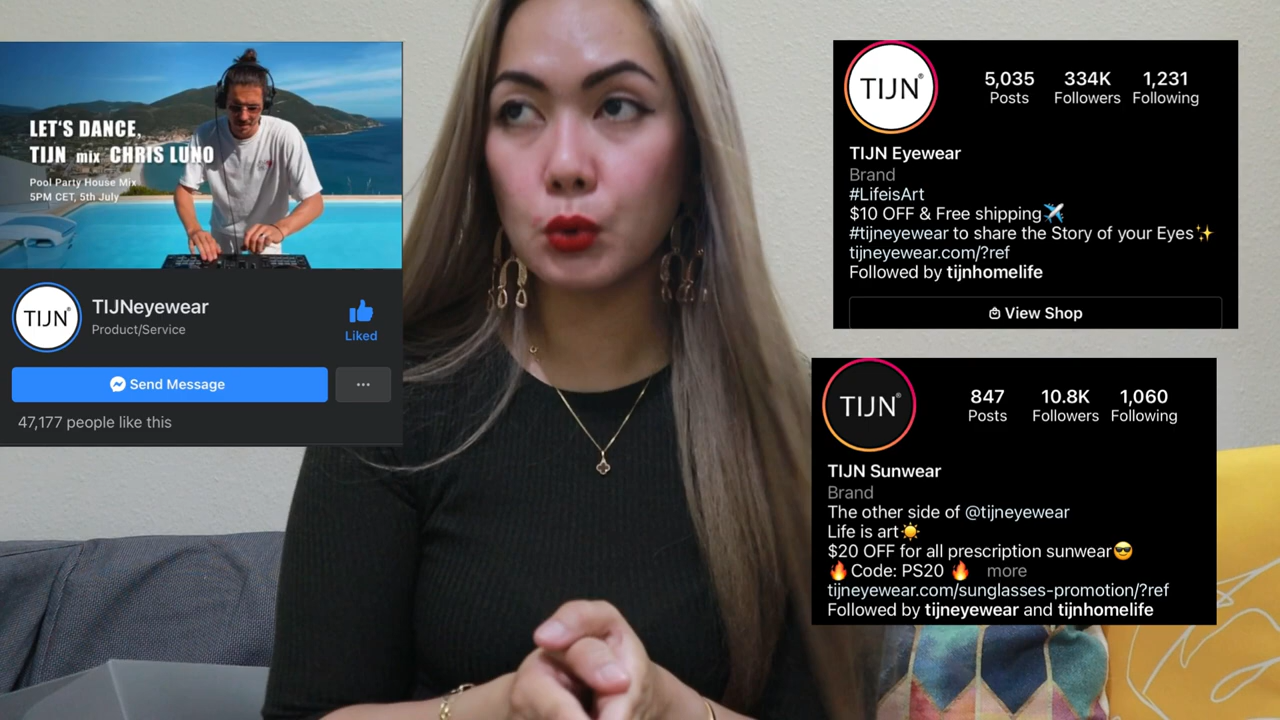 LET'S DANCE,
TIJN mix CHRIS LUNO
Pool Party House Mix
5PM CET, 5th July
TIJN®
TIJNeyewear
Product/Service
Liked
Send Message
...
47,177 people like this
TIJN®
5,035 334K 1,231
Posts Followers Following
TIJN Eyewear
Brand
#LifeisArt
$10 OFF & Free shipping✈️
#tijneyewear to share the Story of your Eyes✨
tijneyewear.com/?ref
Followed by tijnhomelife
View Shop
TIJN®
847 10.8K 1,060
Posts Followers Following
TIJN Sunwear
Brand
The other side of @tijneyewear
Life is art☀️
$20 OFF for all prescription sunwear😎
🔥Code: PS20 🔥 more
tijneyewear.com/sunglasses-promotion/?ref
Followed by tijneyewear and tijnhomelife